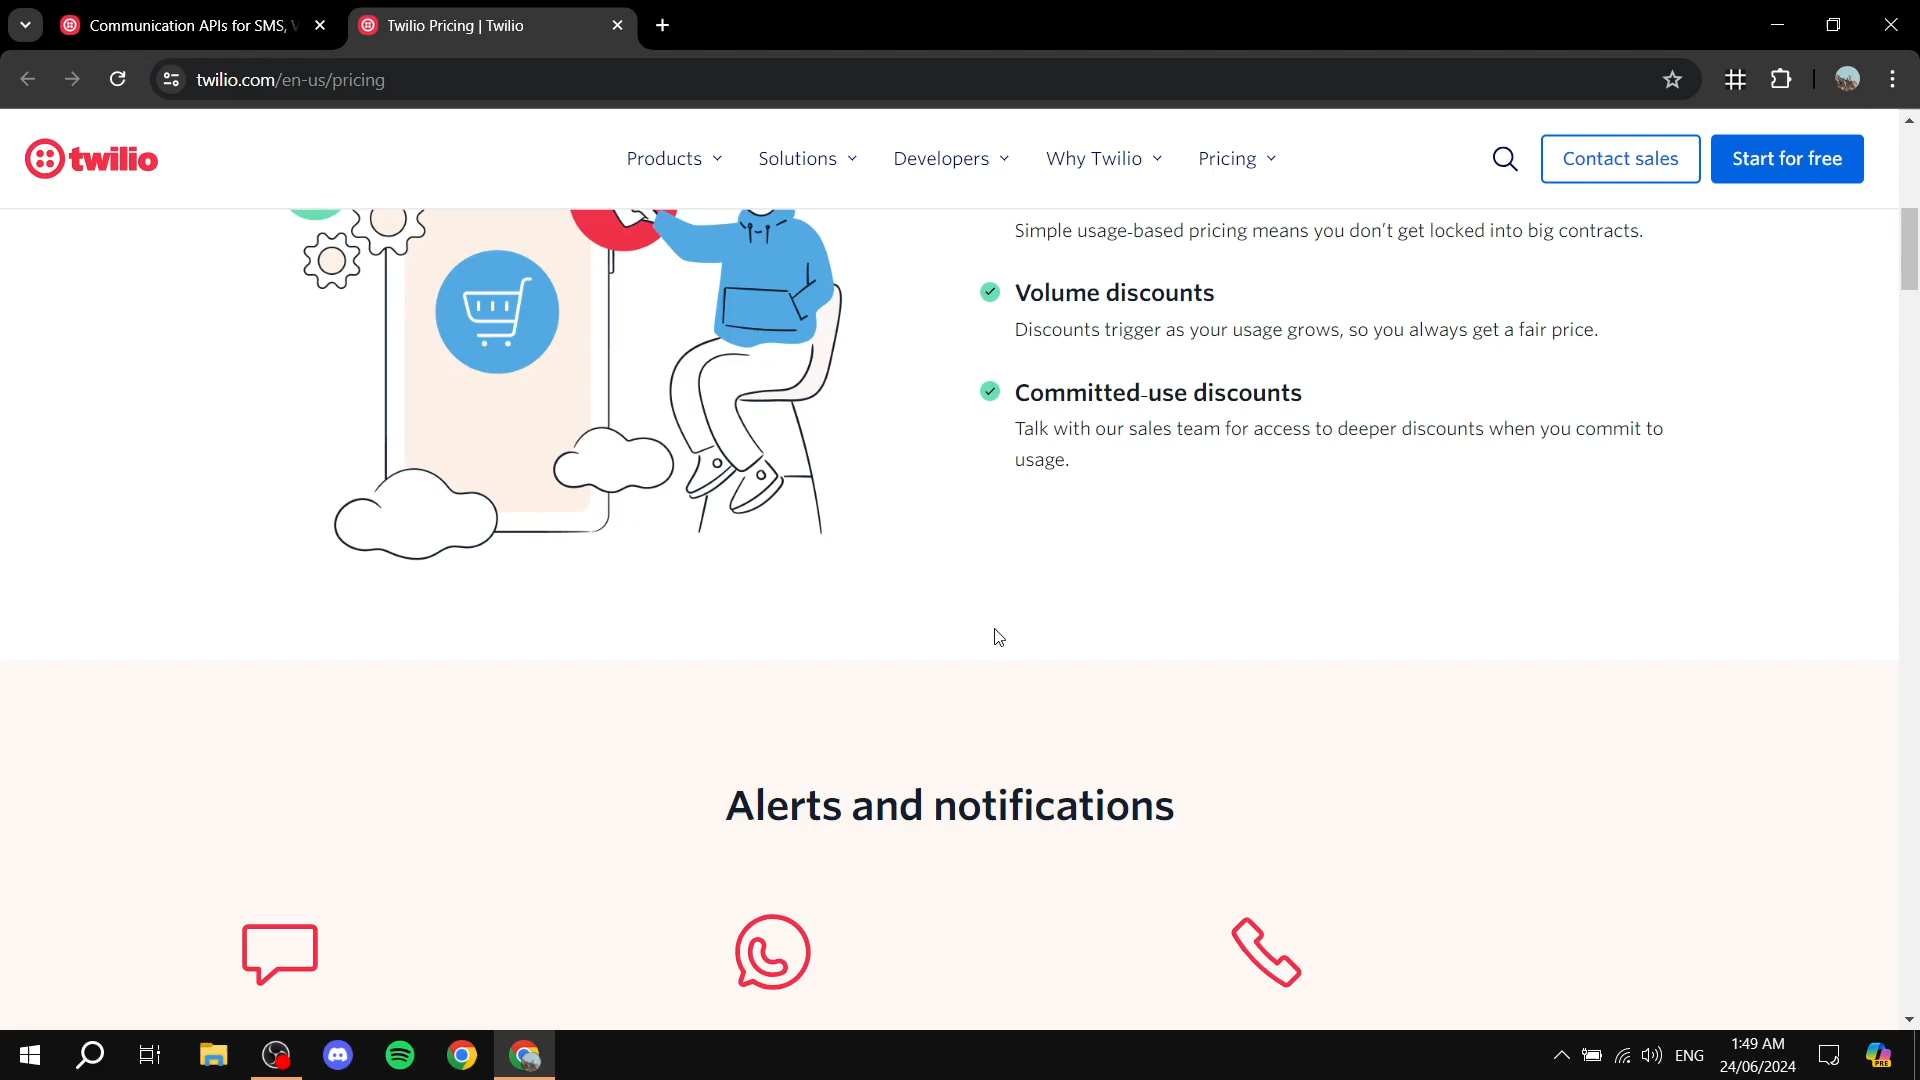 Communication APIs for SMS, V
Twilio Pricing | Twilio
twilio.com/en-us/pricing
twilio
Products
Solutions
Developers
Why Twilio
Pricing
Contact sales
Start for free
Simple usage-based pricing means you don’t get locked into big contracts.
Volume discounts
Discounts trigger as your usage grows, so you always get a fair price.
Committed-use discounts
Talk with our sales team for access to deeper discounts when you commit to
usage.
Alerts and notifications
ENG
1:49 AM
24/06/2024
PRE